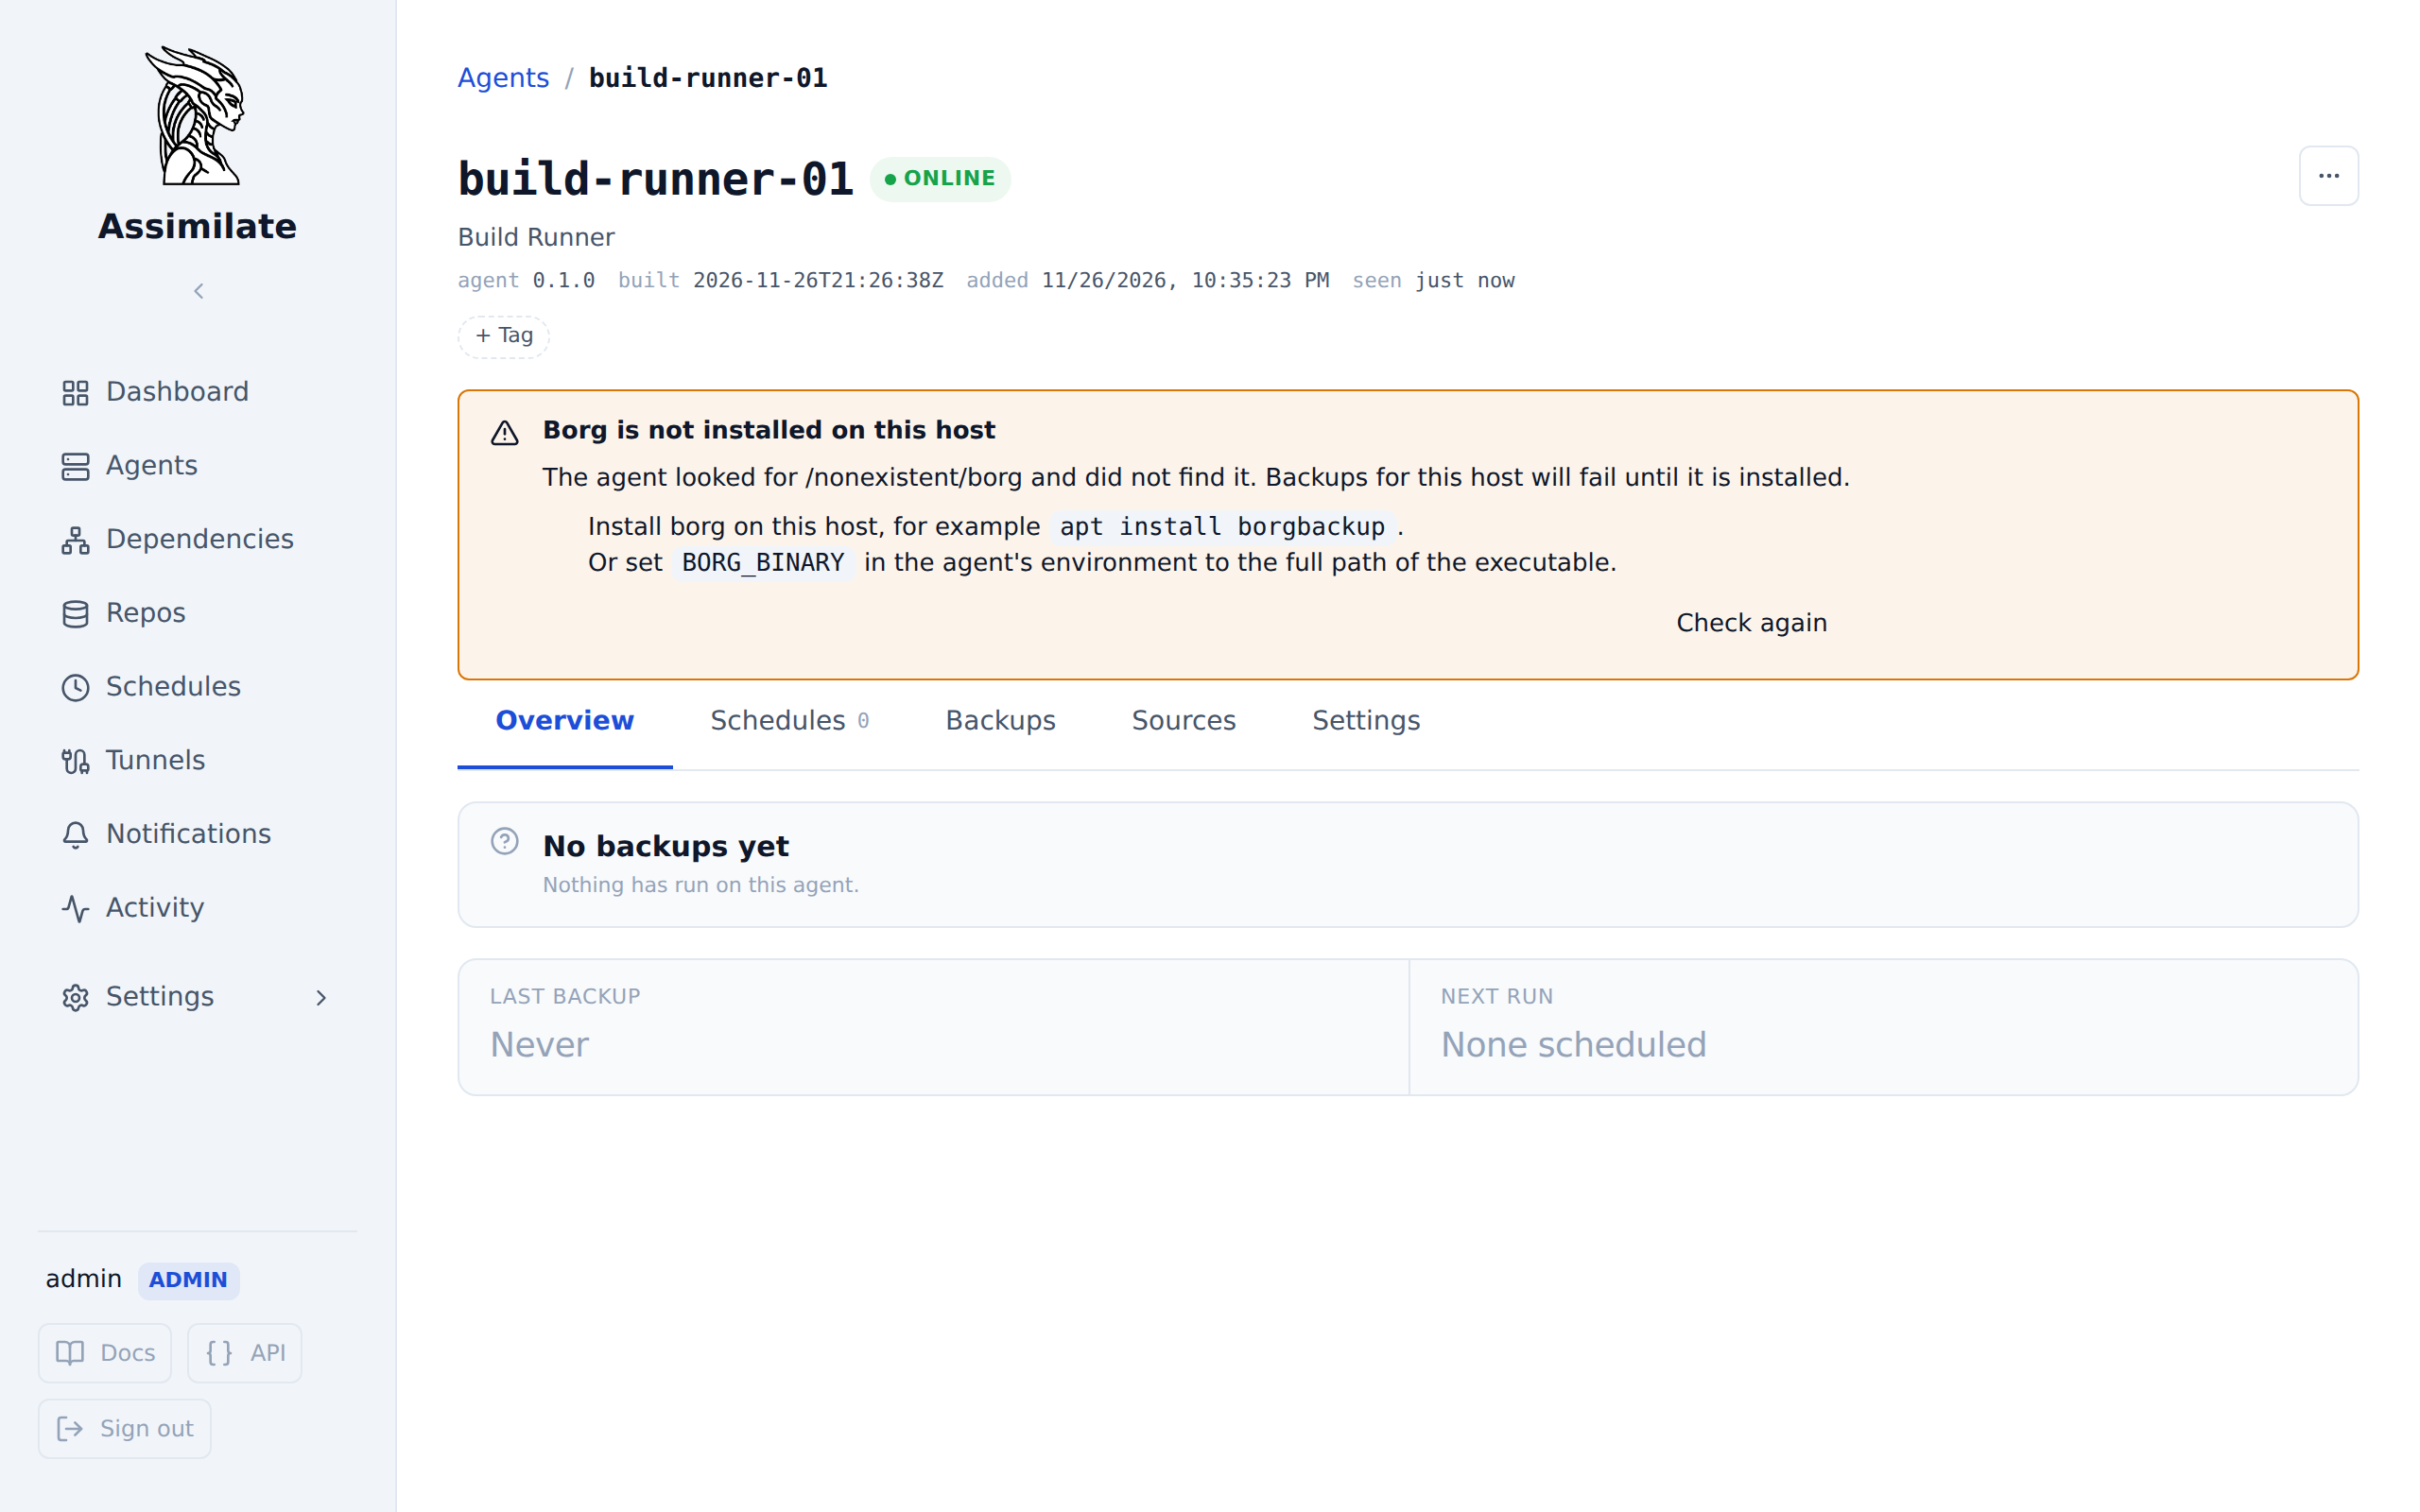 Assimilate
Dashboard
Agents
Dependencies
Repos
Schedules
Tunnels
Notifications
Activity
Settings
admin ADMIN
Docs
API
Sign out
Agents / build-runner-01
build-runner-01 ONLINE
Build Runner
agent 0.1.0 built 2026-11-26T21:26:38Z added 11/26/2026, 10:35:23 PM seen just now
+ Tag
Borg is not installed on this host
The agent looked for /nonexistent/borg and did not find it. Backups for this host will fail until it is installed.
Install borg on this host, for example apt install borgbackup.
Or set BORG_BINARY in the agent's environment to the full path of the executable.
Check again
Overview Schedules 0 Backups Sources Settings
No backups yet
Nothing has run on this agent.
LAST BACKUP
Never
NEXT RUN
None scheduled